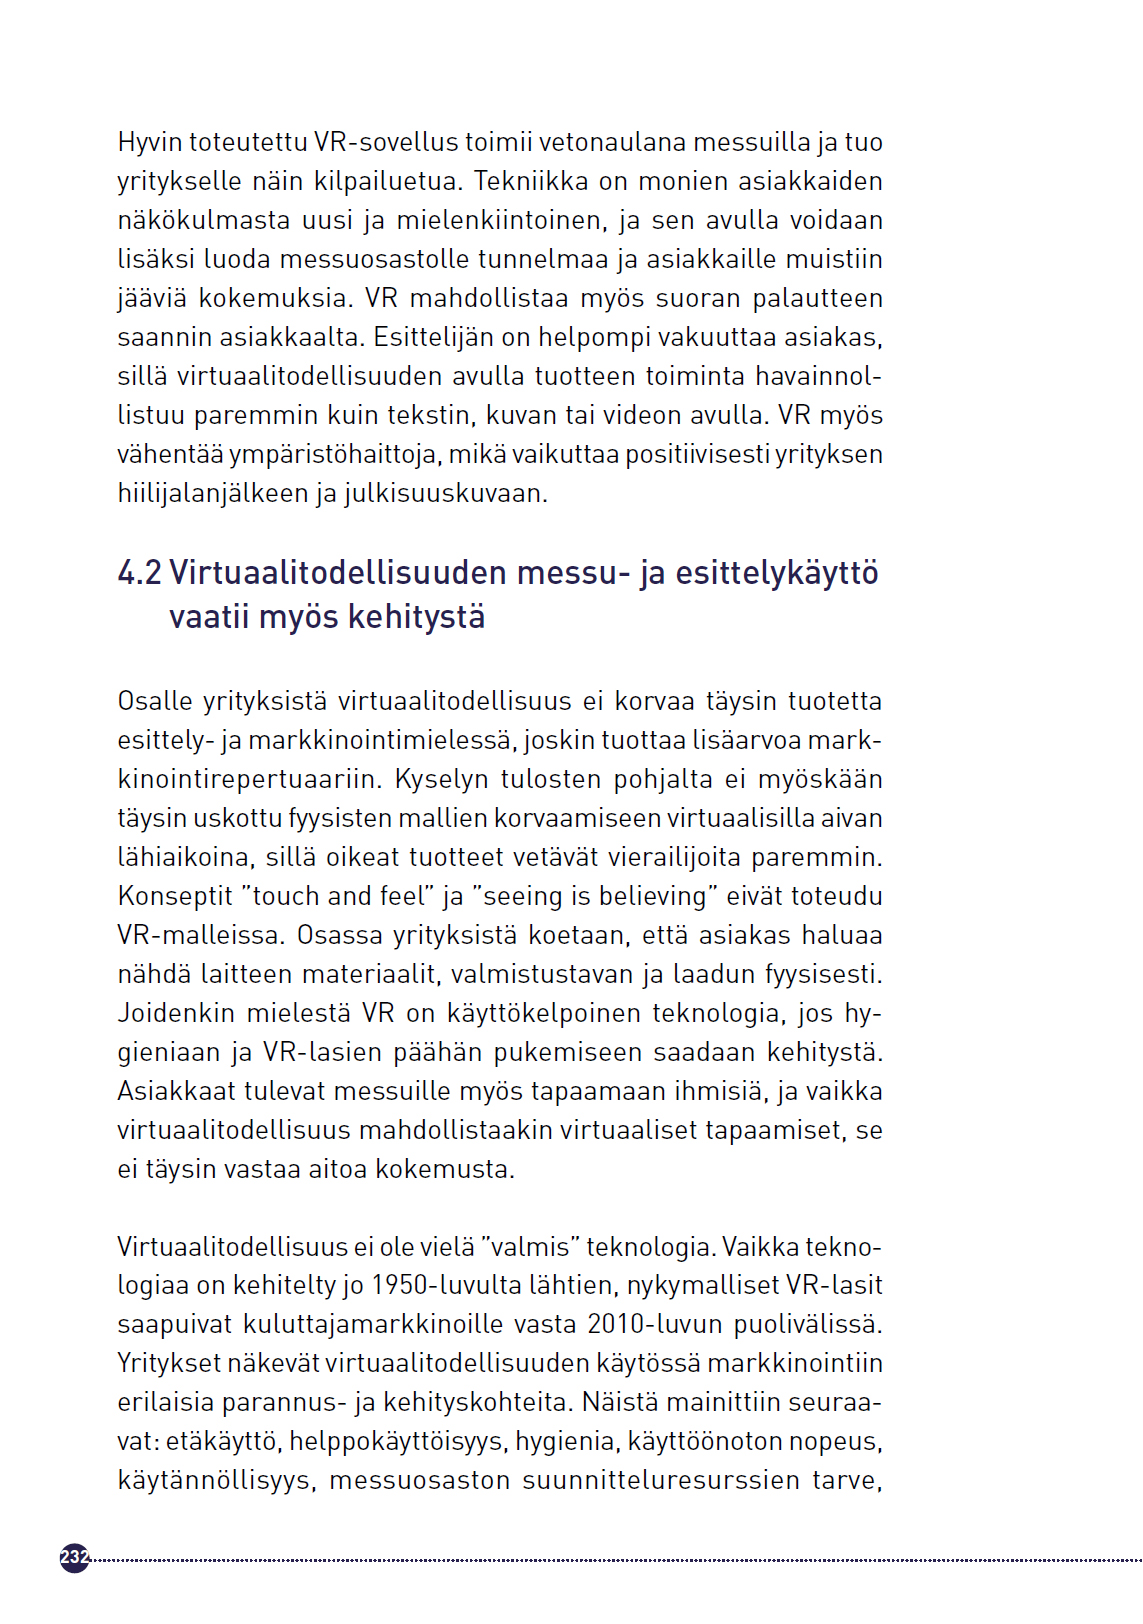 Hyvin toteutettu VR-sovellus toimii vetonaulana messuilla ja tuo
yritykselle näin kilpailuetua. Tekniikka on monien asiakkaiden
näkökulmasta uusi ja mielenkiintoinen, ja sen avulla voidaan
lisäksi luoda messuosastolle tunnelmaa ja asiakkaille muistiin
jääviä kokemuksia. VR mahdollistaa myös suoran palautteen
saannin asiakkaalta. Esittelijän on helpompi vakuuttaa asiakas,
sillä virtuaalitodellisuuden avulla tuotteen toiminta havainnol-
listuu paremmin kuin tekstin, kuvan tai videon avulla. VR myös
vähentää ympäristöhaittoja, mikä vaikuttaa positiivisesti yrityksen
hiilijalanjälkeen ja julkisuuskuvaan.
4.2 Virtuaalitodellisuuden messu- ja esittelykäyttö
vaatii myös kehitystä
Osalle yrityksistä virtuaalitodellisuus ei korvaa täysin tuotetta
esittely- ja markkinointimielessä, joskin tuottaa lisäarvoa mark-
kinointirepertuaariin. Kyselyn tulosten pohjalta ei myöskään
täysin uskottu fyysisten mallien korvaamiseen virtuaalisilla aivan
lähiaikoina, sillä oikeat tuotteet vetävät vierailijoita paremmin.
Konseptit ”touch and feel” ja ”seeing is believing” eivät toteudu
VR-malleissa. Osassa yrityksistä koetaan, että asiakas haluaa
nähdä laitteen materiaalit, valmistustavan ja laadun fyysisesti.
Joidenkin mielestä VR on käyttökelpoinen teknologia, jos hy-
gieniaan ja VR-lasien päähän pukemiseen saadaan kehitystä.
Asiakkaat tulevat messuille myös tapaamaan ihmisiä, ja vaikka
virtuaalitodellisuus mahdollistaakin virtuaaliset tapaamiset, se
ei täysin vastaa aitoa kokemusta.
Virtuaalitodellisuus ei ole vielä ”valmis” teknologia. Vaikka tekno-
logiaa on kehitelty jo 1950-luvulta lähtien, nykymalliset VR-lasit
saapuivat kuluttajamarkkinoille vasta 2010-luvun puolivälissä.
Yritykset näkevät virtuaalitodellisuuden käytössä markkinointiin
erilaisia parannus- ja kehityskohteita. Näistä mainittiin seuraa-
vat: etäkäyttö, helppokäyttöisyys, hygienia, käyttöönoton nopeus,
käytännöllisyys, messuosaston suunnitteluresurssien tarve,
232